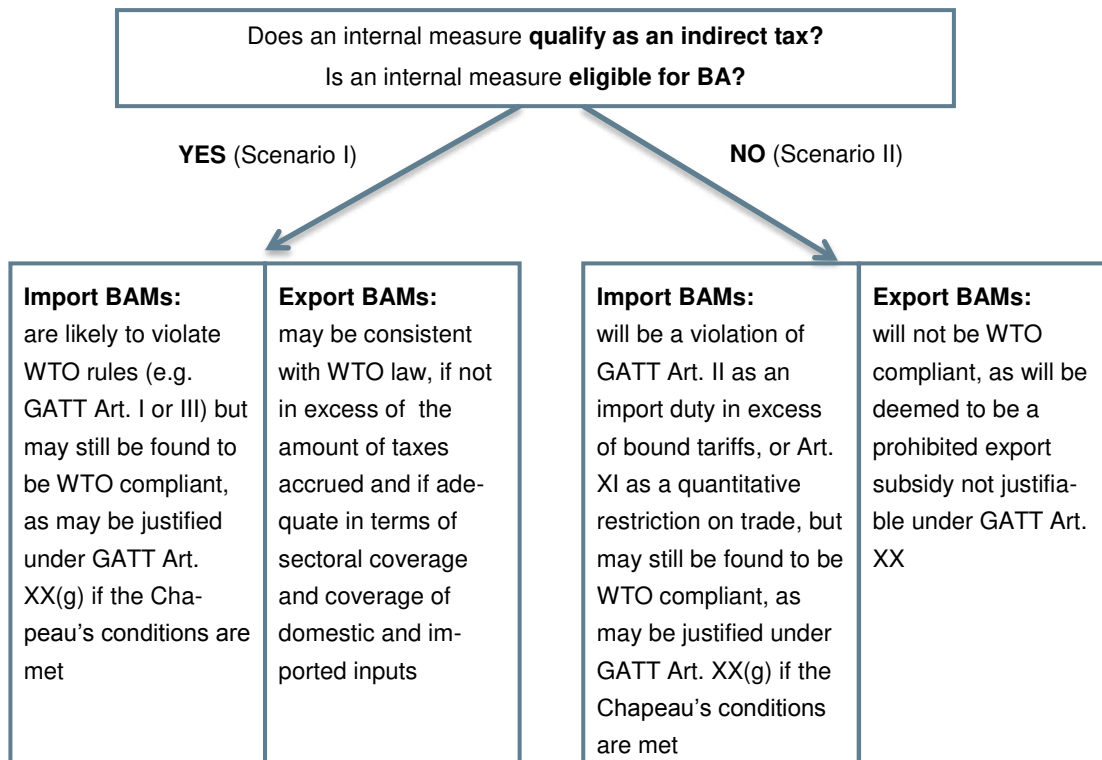 Does an internal measure qualify as an indirect tax?
Is an internal measure eligible for BA?
YES (Scenario I)
NO (Scenario II)
Import BAMs:
are likely to violate
WTO rules (e.g.
GATT Art. I or III) but
may still be found to
be WTO compliant,
as may be justified
under GATT Art.
XX(g) if the Cha-
peau’s conditions are
met
Export BAMs:
may be consistent
with WTO law, if not
in excess of the
amount of taxes
accrued and if ade-
quate in terms of
sectoral coverage
and coverage of
domestic and im-
ported inputs
Import BAMs:
will be a violation of
GATT Art. II as an
import duty in excess
of bound tariffs, or Art.
XI as a quantitative
restriction on trade, but
may still be found to be
WTO compliant, as
may be justified under
GATT Art. XX(g) if the
Chapeau’s conditions
are met
Export BAMs:
will not be WTO
compliant, as will be
deemed to be a
prohibited export
subsidy not justifia-
ble under GATT Art.
XX